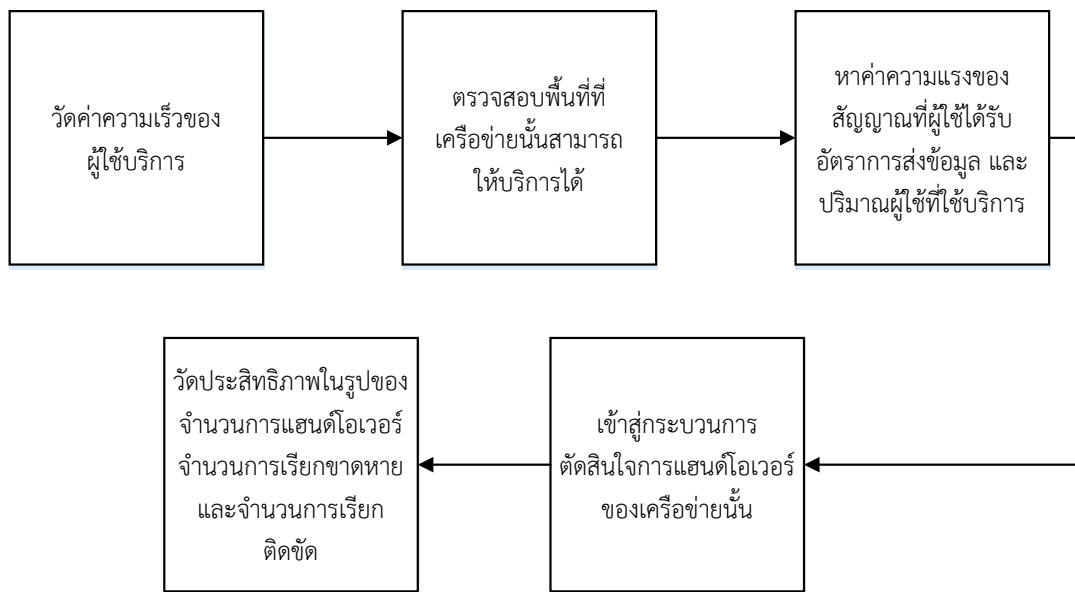 วัดค่าความเร็วของ
ผู้ใช้บริการ
ตรวจสอบพื้นที่ที่
เครือข่ายนั้นสามารถ
ให้บริการได้
หาค่าความแรงของ
สัญญาณที่ผู้ใช้ได้รับ
อัตราการส่งข้อมูล และ
ปริมาณผู้ใช้ที่ใช้บริการ
เข้าสู่กระบวนการ
ตัดสินใจการแฮนด์โอเวอร์
ของเครือข่ายนั้น
วัดประสิทธิภาพในรูปของ
จำนวนการแฮนด์โอเวอร์
จำนวนการเรียกขาดหาย
และจำนวนการเรียก
ติดขัด